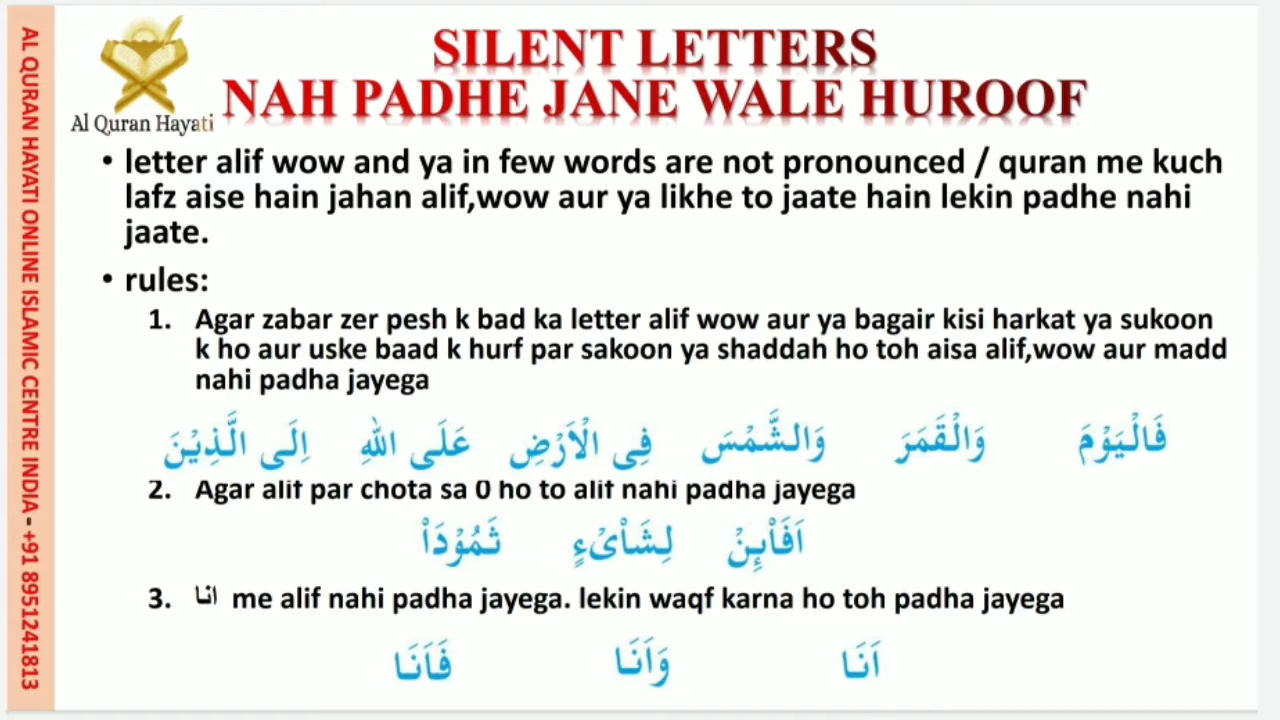 AL QURAN HAYATI ONLINE ISLAMIC CENTRE INDIA - +91 8951241813
Al Quran Hayati
SILENT LETTERS
NAH PADHE JANE WALE HUROOF
• letter alif wow and ya in few words are not pronounced / quran me kuch
lafz aise hain jahan alif,wow aur ya likhe to jaate hain lekin padhe nahi
jaate.
• rules:
1. Agar zabar zer pesh k bad ka letter alif wow aur ya bagair kisi harkat ya sukoon
k ho aur uske baad k hurf par sakoon ya shaddah ho toh aisa alif,wow aur madd
nahi padha jayega
فَالْيَوْمَ وَالْقَمَرَ وَالشَّمْسَ فِى الْاَرْضِ عَلَى اللّٰهِ اِلَى الَّذِيْنَ
2. Agar alif par chota sa 0 ho to alif nahi padha jayega
اَفَا۟ئِنْ لِشَا۟ىْءٍ ثَمُوْدَا۟
3. انا me alif nahi padha jayega. lekin waqf karna ho toh padha jayega
اَنَا وَاَنَا فَاَنَا